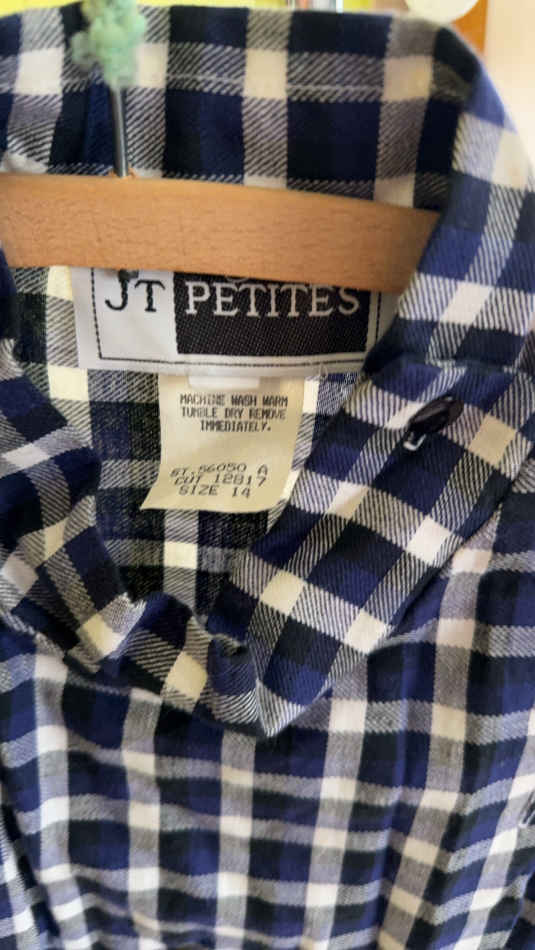 JT PETITES
MACHINE WASH WARM
TUMBLE DRY REMOVE
IMMEDIATELY.
ST.56050 A
CUT 12817
SIZE 14